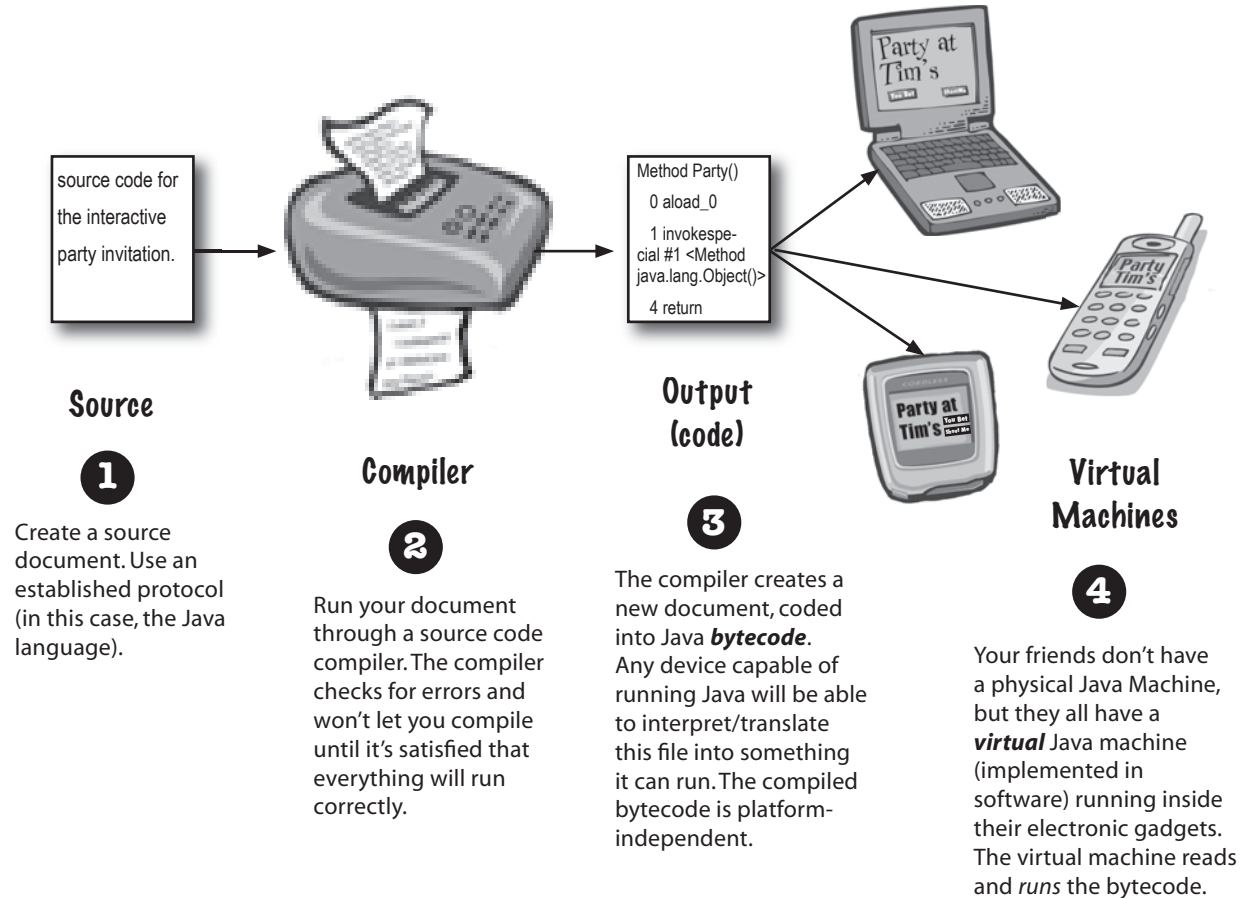 source code for
the interactive
party invitation.
Method Party()
0 aload_0
1 invokespe-
cial #1 <Method
java.lang.Object()>
4 return
Party at
Tim's
You Bet
Party
Tim's
CORDLESS
Party at
Tim's
You Bet
Shoot Me
Source
1
Create a source
document. Use an
established protocol
(in this case, the Java
language).
Compiler
2
Run your document
through a source code
compiler. The compiler
checks for errors and
won't let you compile
until it's satisfied that
everything will run
correctly.
Output
(code)
3
The compiler creates a
new document, coded
into Java bytecode.
Any device capable of
running Java will be able
to interpret/translate
this file into something
it can run. The compiled
bytecode is platform-
independent.
Virtual
Machines
4
Your friends don't have
a physical Java Machine,
but they all have a
virtual Java machine
(implemented in
software) running inside
their electronic gadgets.
The virtual machine reads
and runs the bytecode.